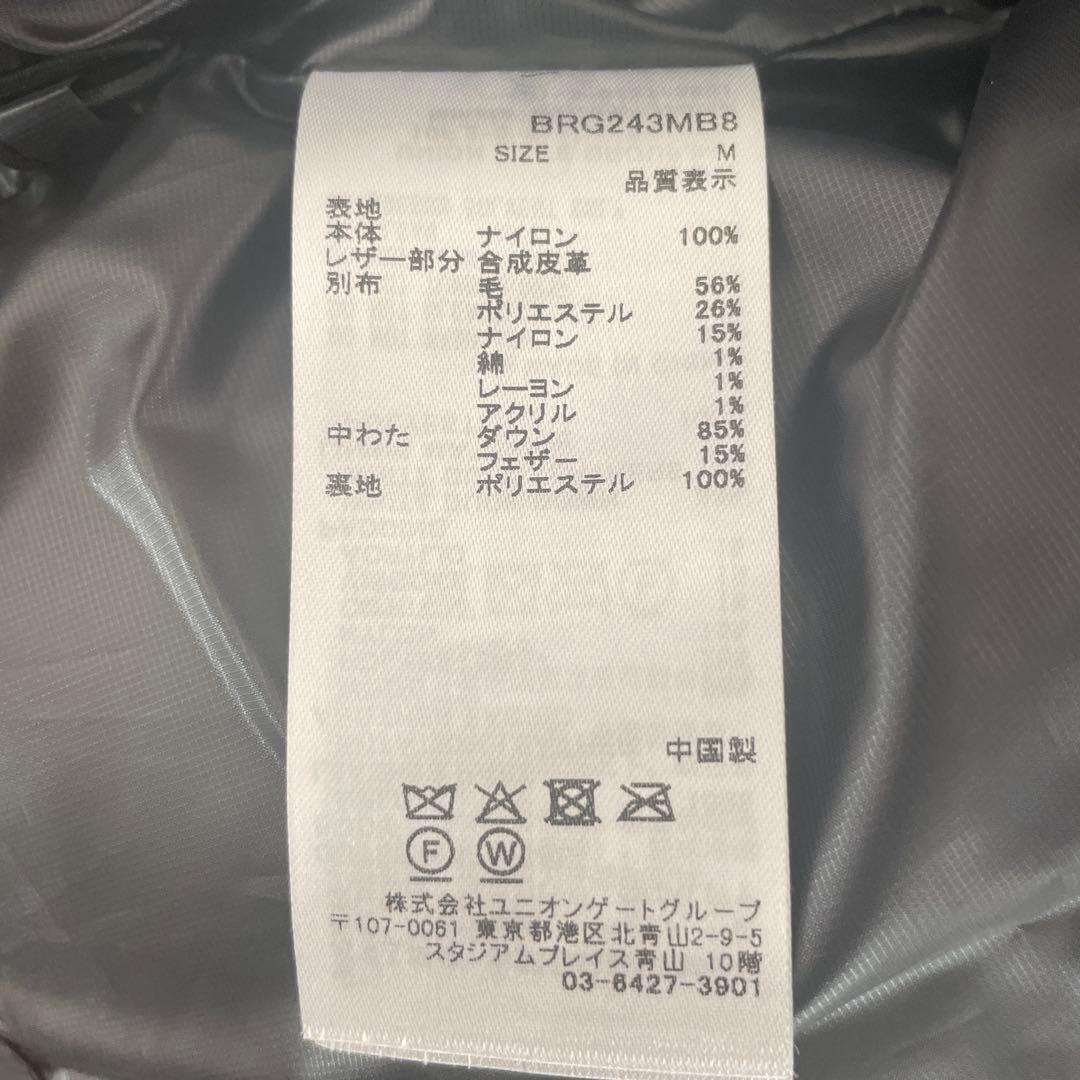 BRG243MB8
SIZE M
品質表示
表地
本体 ナイロン 100%
レザー部分 合成皮革
別布 毛 56%
ポリエステル 26%
ナイロン 15%
綿 1%
レーヨン 1%
アクリル 1%
中わた ダウン 85%
フェザー 15%
裏地 ポリエステル 100%
中国製
F W
株式会社ユニオンゲートグループ
〒107-0061 東京都港区北青山2-9-5
スタジアムプレイス青山 10階
03-6427-3901